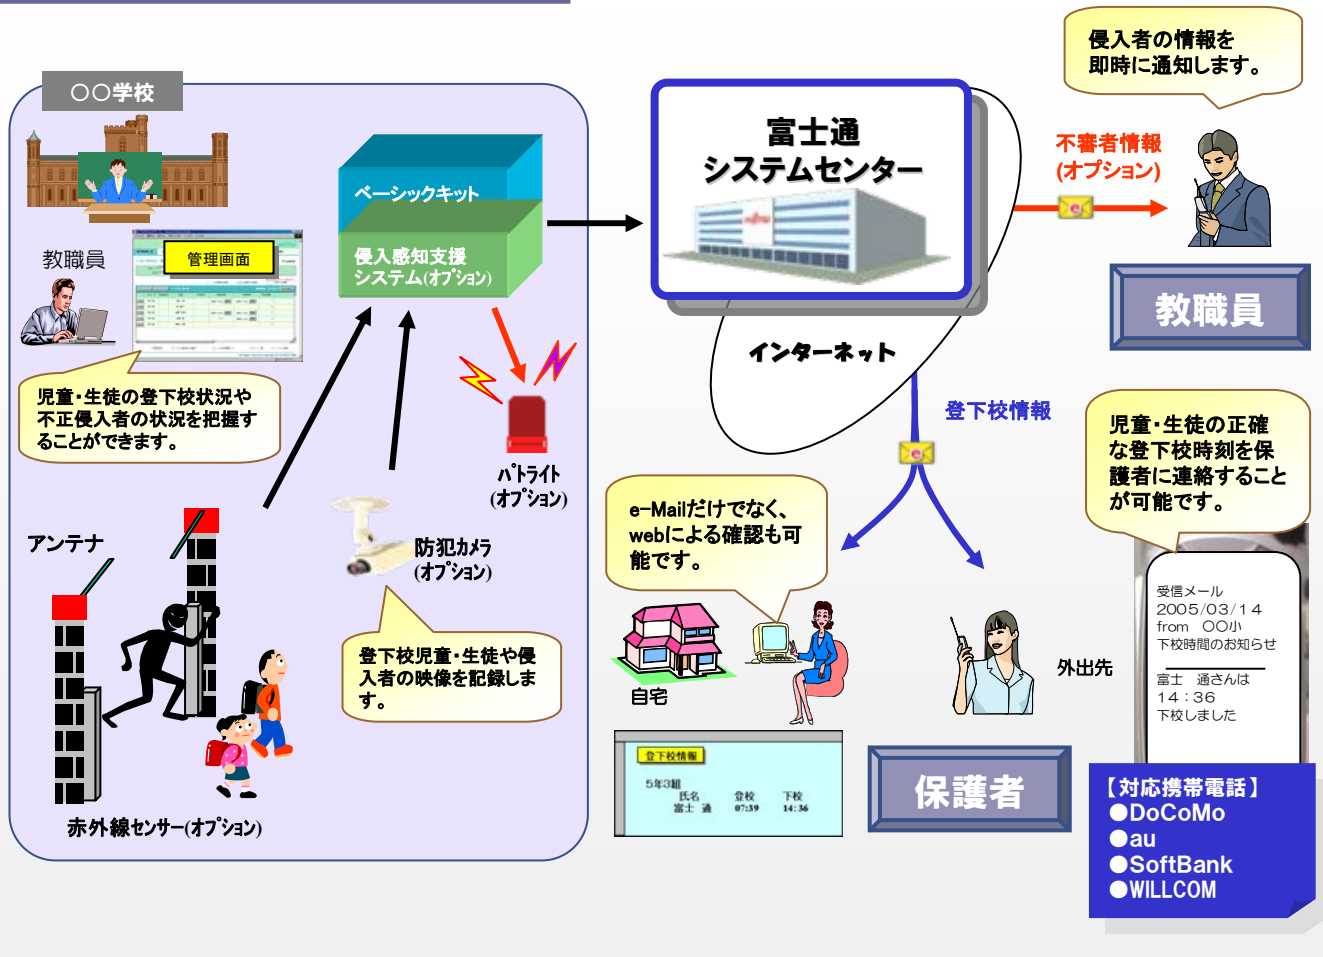 〇〇学校
教職員
管理画面
児童・生徒の登下校状況や
不正侵入者の状況を把握す
ることができます。
ベーシックキット
侵入感知支援
システム(オプション)
パトライト
(オプション)
アンテナ
防犯カメラ
(オプション)
登下校児童・生徒や侵
入者の映像を記録しま
す。
赤外線センサー(オプション)
富士通
システムセンター
FUJITSU
インターネット
侵入者の情報を
即時に通知します。
不審者情報
(オプション)
教職員
登下校情報
児童・生徒の正確
な登下校時刻を保
護者に連絡すること
が可能です。
e-Mailだけでなく、
webによる確認も可
能です。
自宅
外出先
登下校情報
5年3組
氏名 登校 下校
富士 通 07:39 14:36
保護者
受信メール
2005/03/14
from 〇〇小
下校時間のお知らせ
富士 通さんは
14:36
下校しました
【対応携帯電話】
●DoCoMo
●au
●SoftBank
●WILLCOM